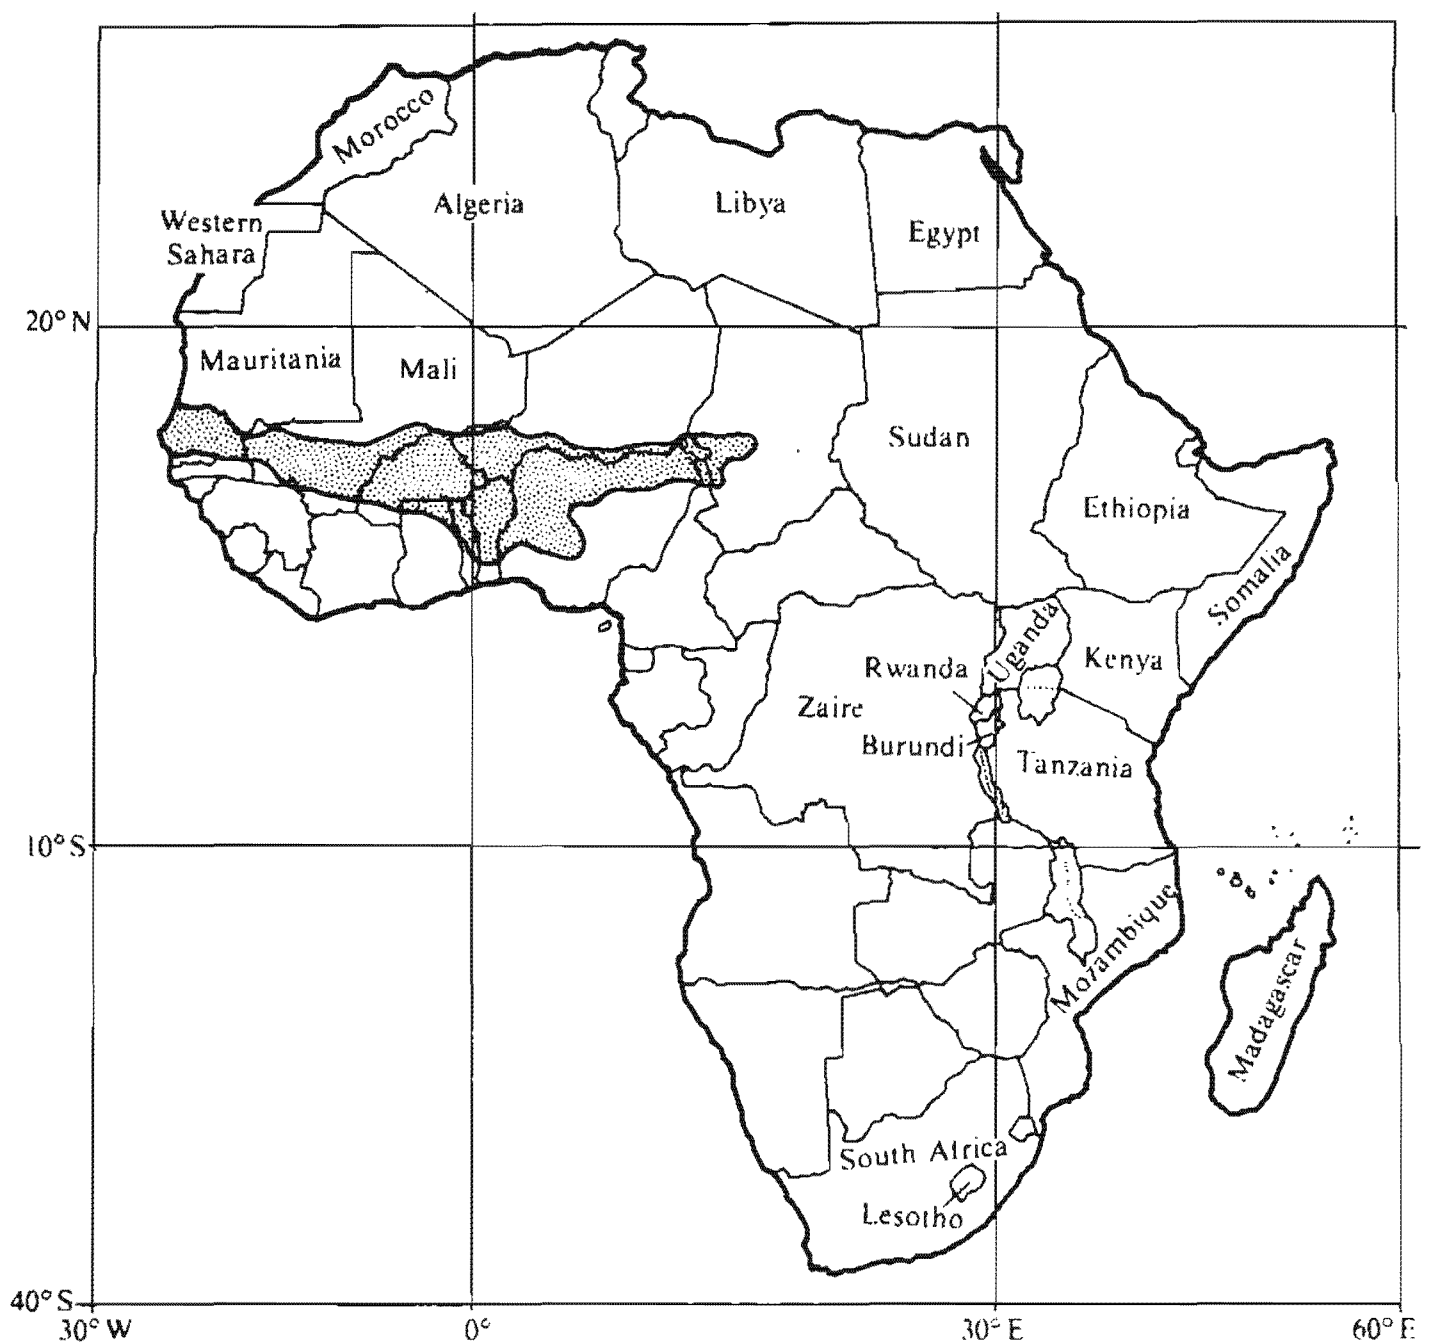 Morocco
Algeria
Libya
Egypt
Western
Sahara
20° N
Mauritania
Mali
Sudan
Ethiopia
Somalia
Uganda
Kenya
Rwanda
Zaire
Burundi
Tanzania
10° S
Mozambique
Madagascar
South Africa
Lesotho
40° S
30° W
0°
30° E
60° E